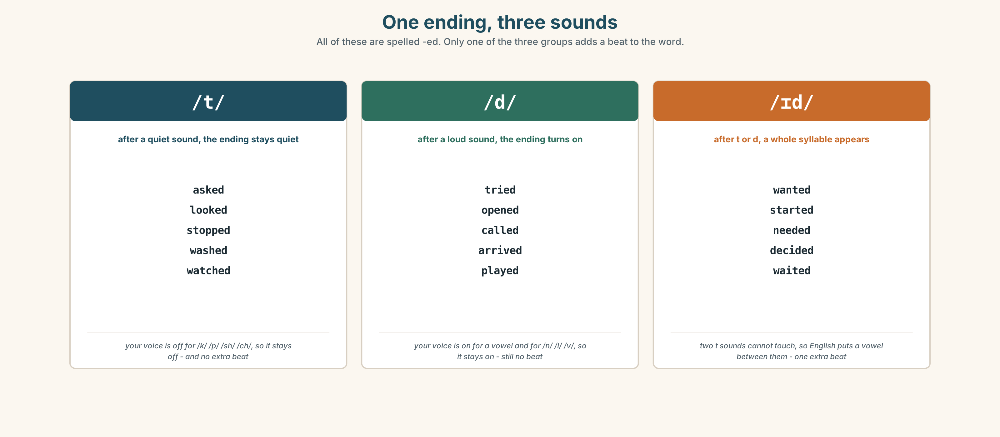 One ending, three sounds
All of these are spelled -ed. Only one of the three groups adds a beat to the word.
/t/
after a quiet sound, the ending stays quiet
asked
looked
stopped
washed
watched
your voice is off for /k/ /p/ /sh/ /ch/, so it stays
off - and no extra beat
/d/
after a loud sound, the ending turns on
tried
opened
called
arrived
played
your voice is on for a vowel and for /n/ /l/ /v/, so
it stays on - still no beat
/ɪd/
after t or d, a whole syllable appears
wanted
started
needed
decided
waited
two t sounds cannot touch, so English puts a vowel
between them - one extra beat